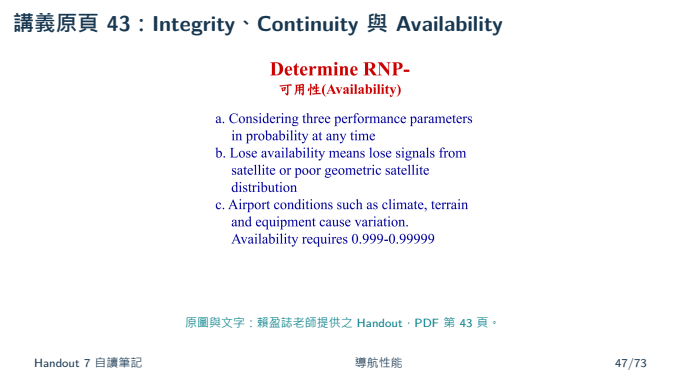 講義原頁 43：Integrity、Continuity 與 Availability
Determine RNP-
可用性(Availability)
a. Considering three performance parameters
in probability at any time
b. Lose availability means lose signals from
satellite or poor geometric satellite
distribution
c. Airport conditions such as climate, terrain
and equipment cause variation.
Availability requires 0.999-0.99999
原圖與文字：賴盈誌老師提供之 Handout，PDF 第 43 頁。
Handout 7 自讀筆記
導航性能
47/73